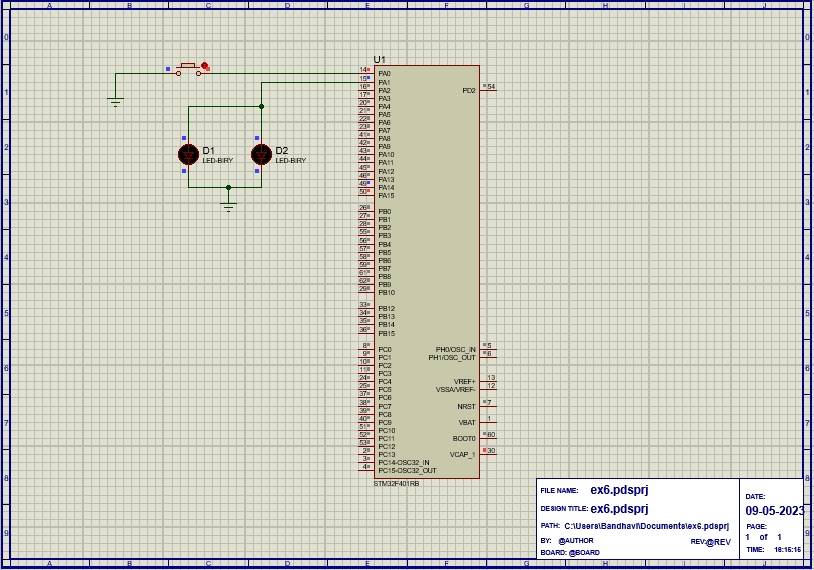 A B C D E F G H I J
0
1
2
3
4
5
6
7
8
9
U1
D1
LED-BIRY
D2
LED-BIRY
14 PA0
15 PA1
16 PA2
17 PA3
20 PA4
21 PA5
22 PA6
23 PA7
41 PA8
42 PA9
43 PA10
44 PA11
45 PA12
46 PA13
49 PA14
50 PA15
26 PB0
27 PB1
28 PB2
55 PB3
56 PB4
57 PB5
58 PB6
59 PB7
61 PB8
62 PB9
29 PB10
33 PB12
34 PB13
35 PB14
36 PB15
8 PC0
9 PC1
10 PC2
11 PC3
24 PC4
25 PC5
37 PC6
38 PC7
39 PC8
40 PC9
51 PC10
52 PC11
53 PC12
2 PC13
3 PC14-OSC32_IN
4 PC15-OSC32_OUT
PD2 54
PH0/OSC_IN 5
PH1/OSC_OUT 6
VREF+ 13
VSSA/VREF- 12
NRST 7
VBAT 1
BOOT0 60
VCAP_1 30
STM32F401RB
FILE NAME: ex6.pdsprj
DESIGN TITLE: ex6.pdsprj
PATH: C:\Users\Bandhavi\Documents\ex6.pdsprj
BY: @AUTHOR REV:@REV
BOARD: @BOARD
DATE:
09-05-2023
PAGE:
1 of 1
TIME: 16:15:15
A B C D E F G H I J